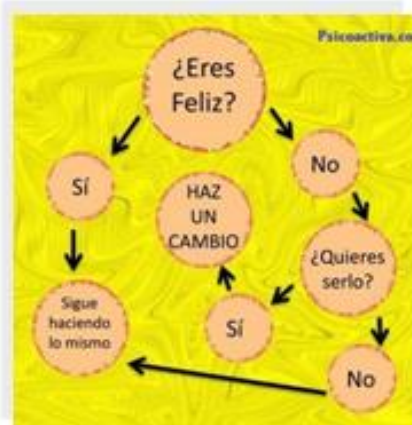 Psicoactiva.co
¿Eres
Feliz?
Sí
No
HAZ
UN
CAMBIO
¿Quieres
serlo?
Sigue
haciendo
lo mismo
Sí
No